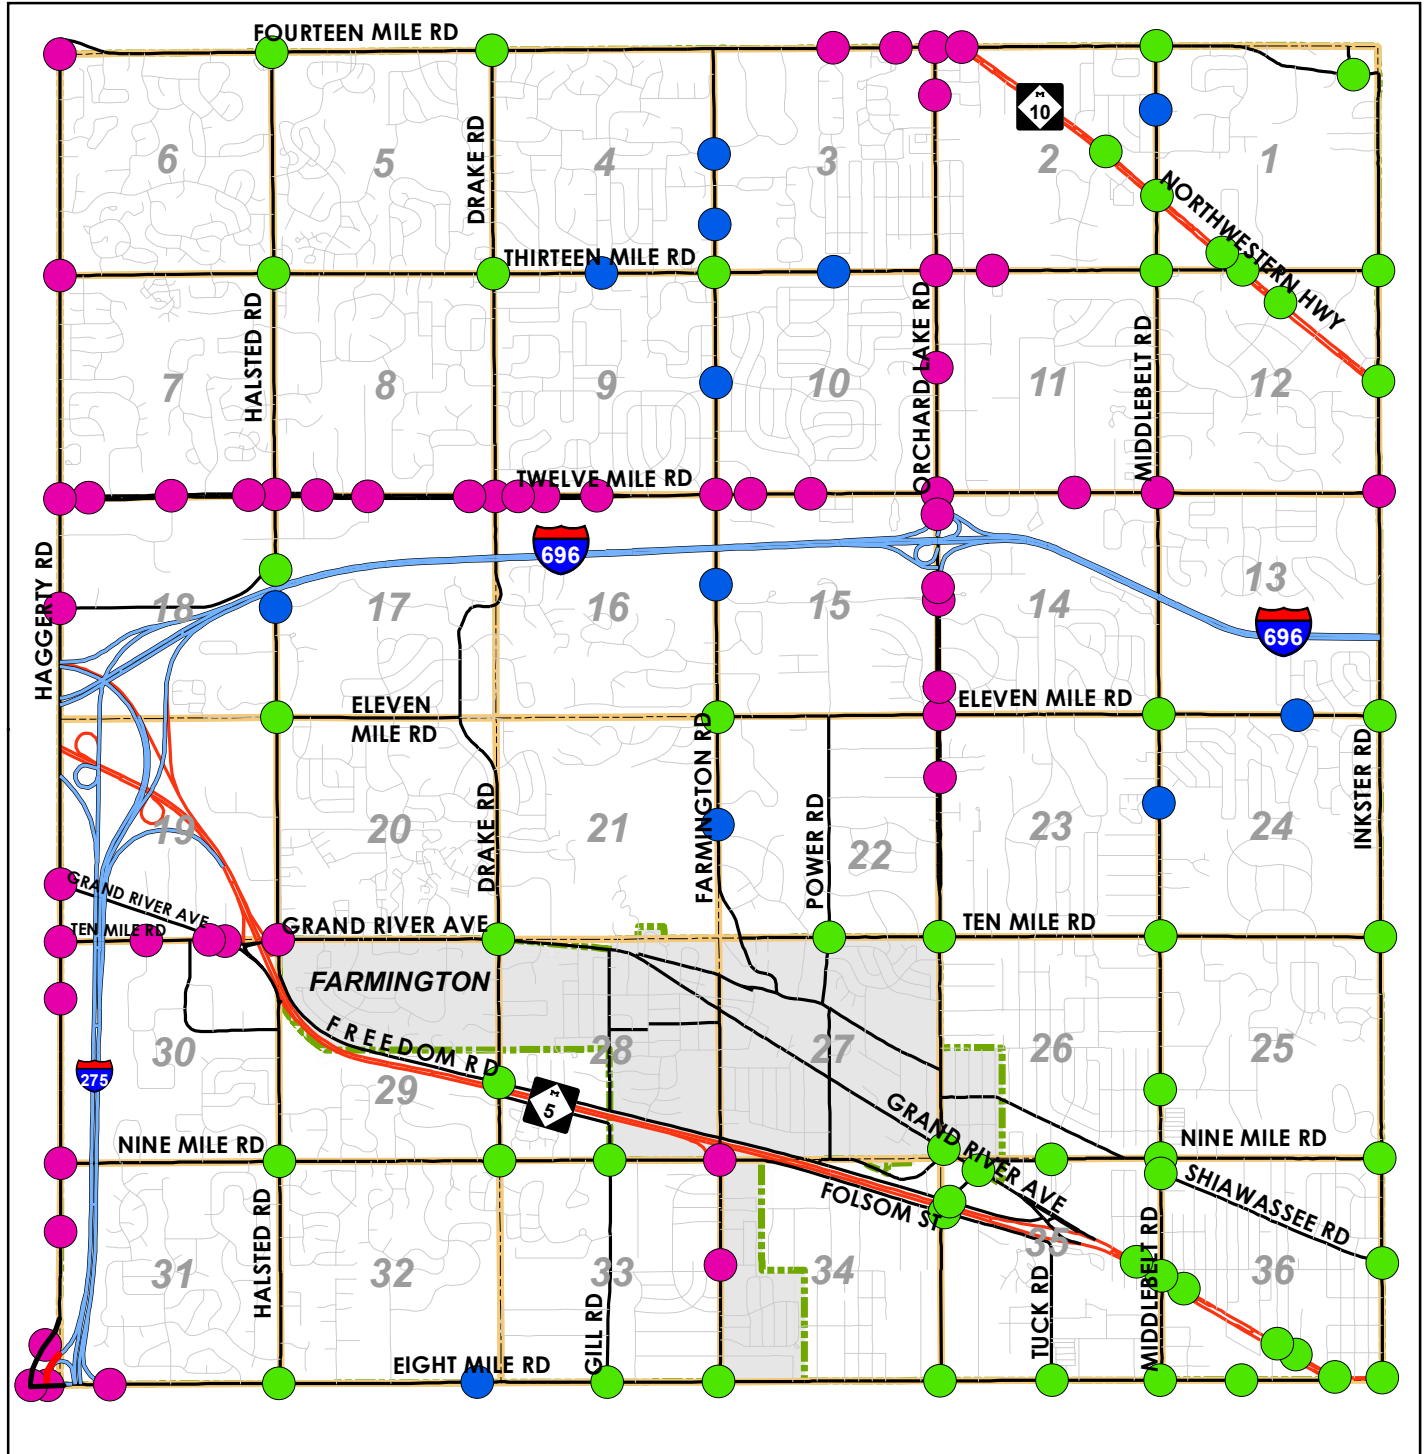 FOURTEEN MILE RD
M
10
6
5
DRAKE RD
4
3
2
1
NORTHWESTERN HWY
THIRTEEN MILE RD
HALSTED RD
ORCHARD LAKE RD
MIDDLEBELT RD
7
8
9
10
11
12
TWELVE MILE RD
696
HAGGERTY RD
18
17
16
15
14
13
696
ELEVEN
MILE RD
ELEVEN MILE RD
FARMINGTON RD
INKSTER RD
DRAKE RD
POWER RD
19
20
21
22
23
24
GRAND RIVER AVE
TEN MILE RD
GRAND RIVER AVE
TEN MILE RD
FARMINGTON
FREEDOM RD
30
29
28
27
26
25
275
M
5
GRAND RIVER AVE
NINE MILE RD
NINE MILE RD
SHIAWASSEE RD
FOLSOM ST
HALSTED RD
31
32
33
34
35
36
GILL RD
TUCK RD
MIDDLEBELT RD
EIGHT MILE RD